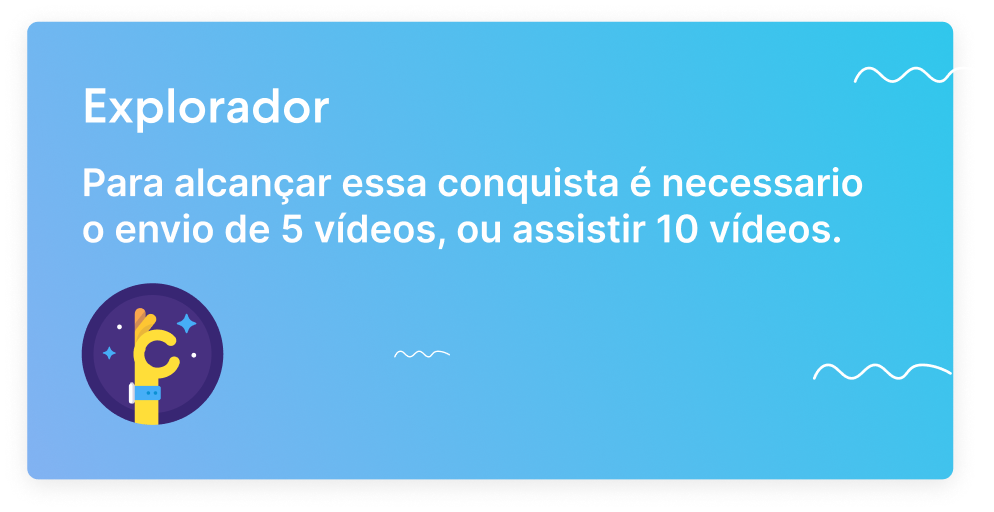 Explorador
Para alcançar essa conquista é necessario
o envio de 5 vídeos, ou assistir 10 vídeos.